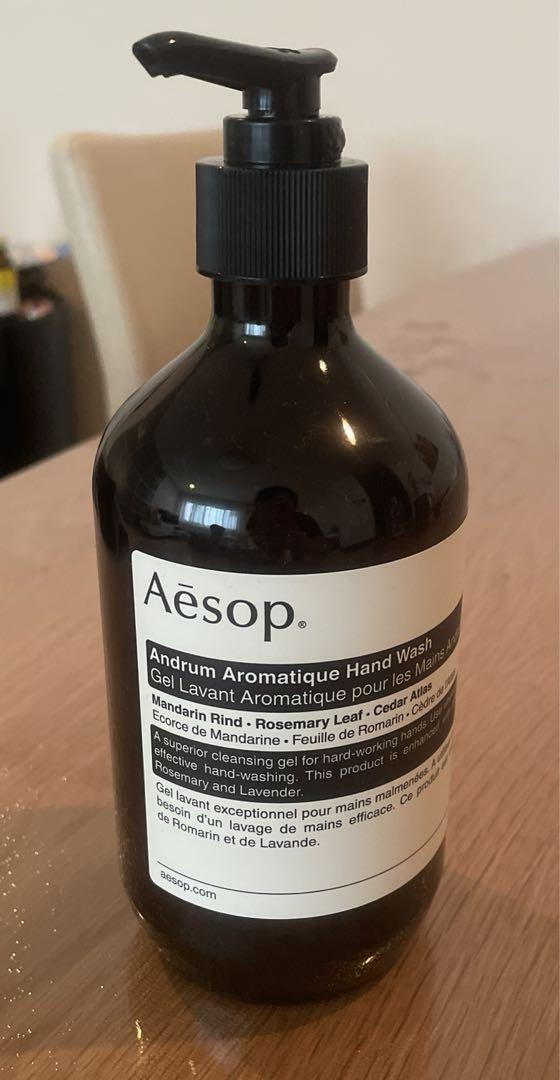 Aēsop®
Andrum Aromatique Hand Wash
Gel Lavant Aromatique pour les Mains
Mandarin Rind • Rosemary Leaf • Cedar Atlas
Ecorce de Mandarine • Feuille de Romarin • Cèdre de
A superior cleansing gel for hard-working hands. Use
effective hand-washing. This product is enhanced
Rosemary and Lavender.
Gel lavant exceptionnel pour mains malmenées. A
besoin d'un lavage de mains efficace. Ce produit
de Romarin et de Lavande.
aesop.com